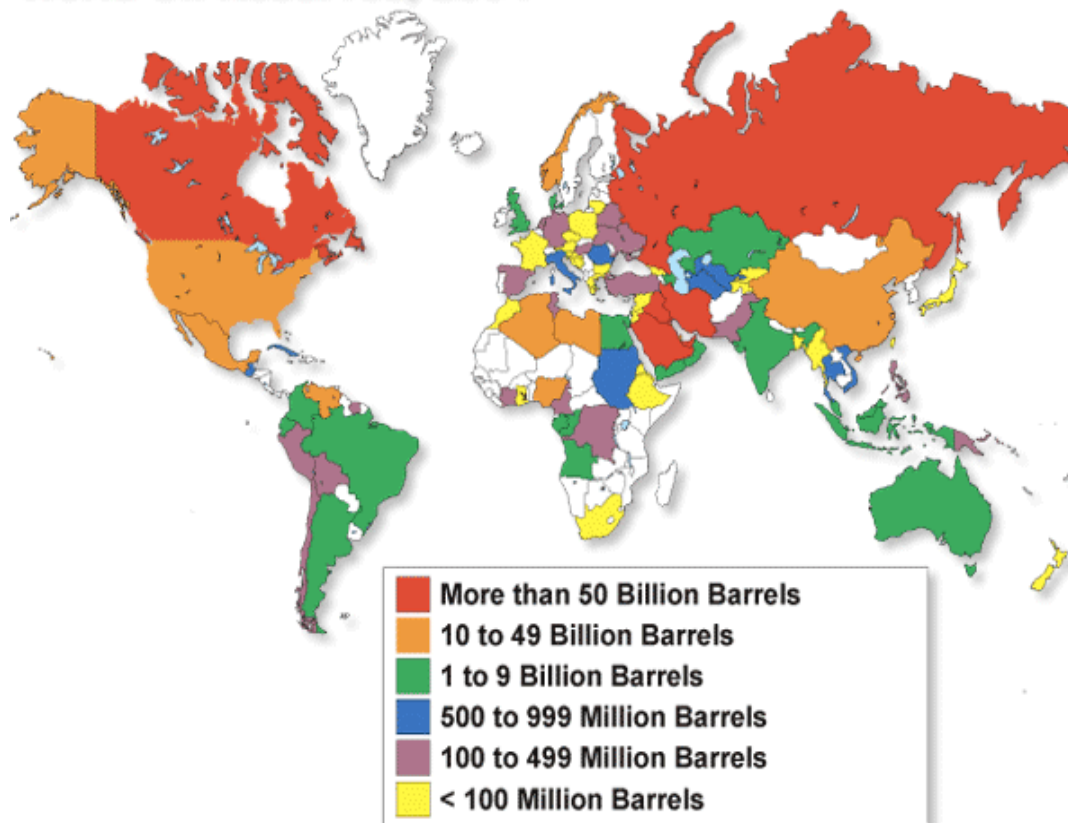 More than 50 Billion Barrels
10 to 49 Billion Barrels
1 to 9 Billion Barrels
500 to 999 Million Barrels
100 to 499 Million Barrels
< 100 Million Barrels